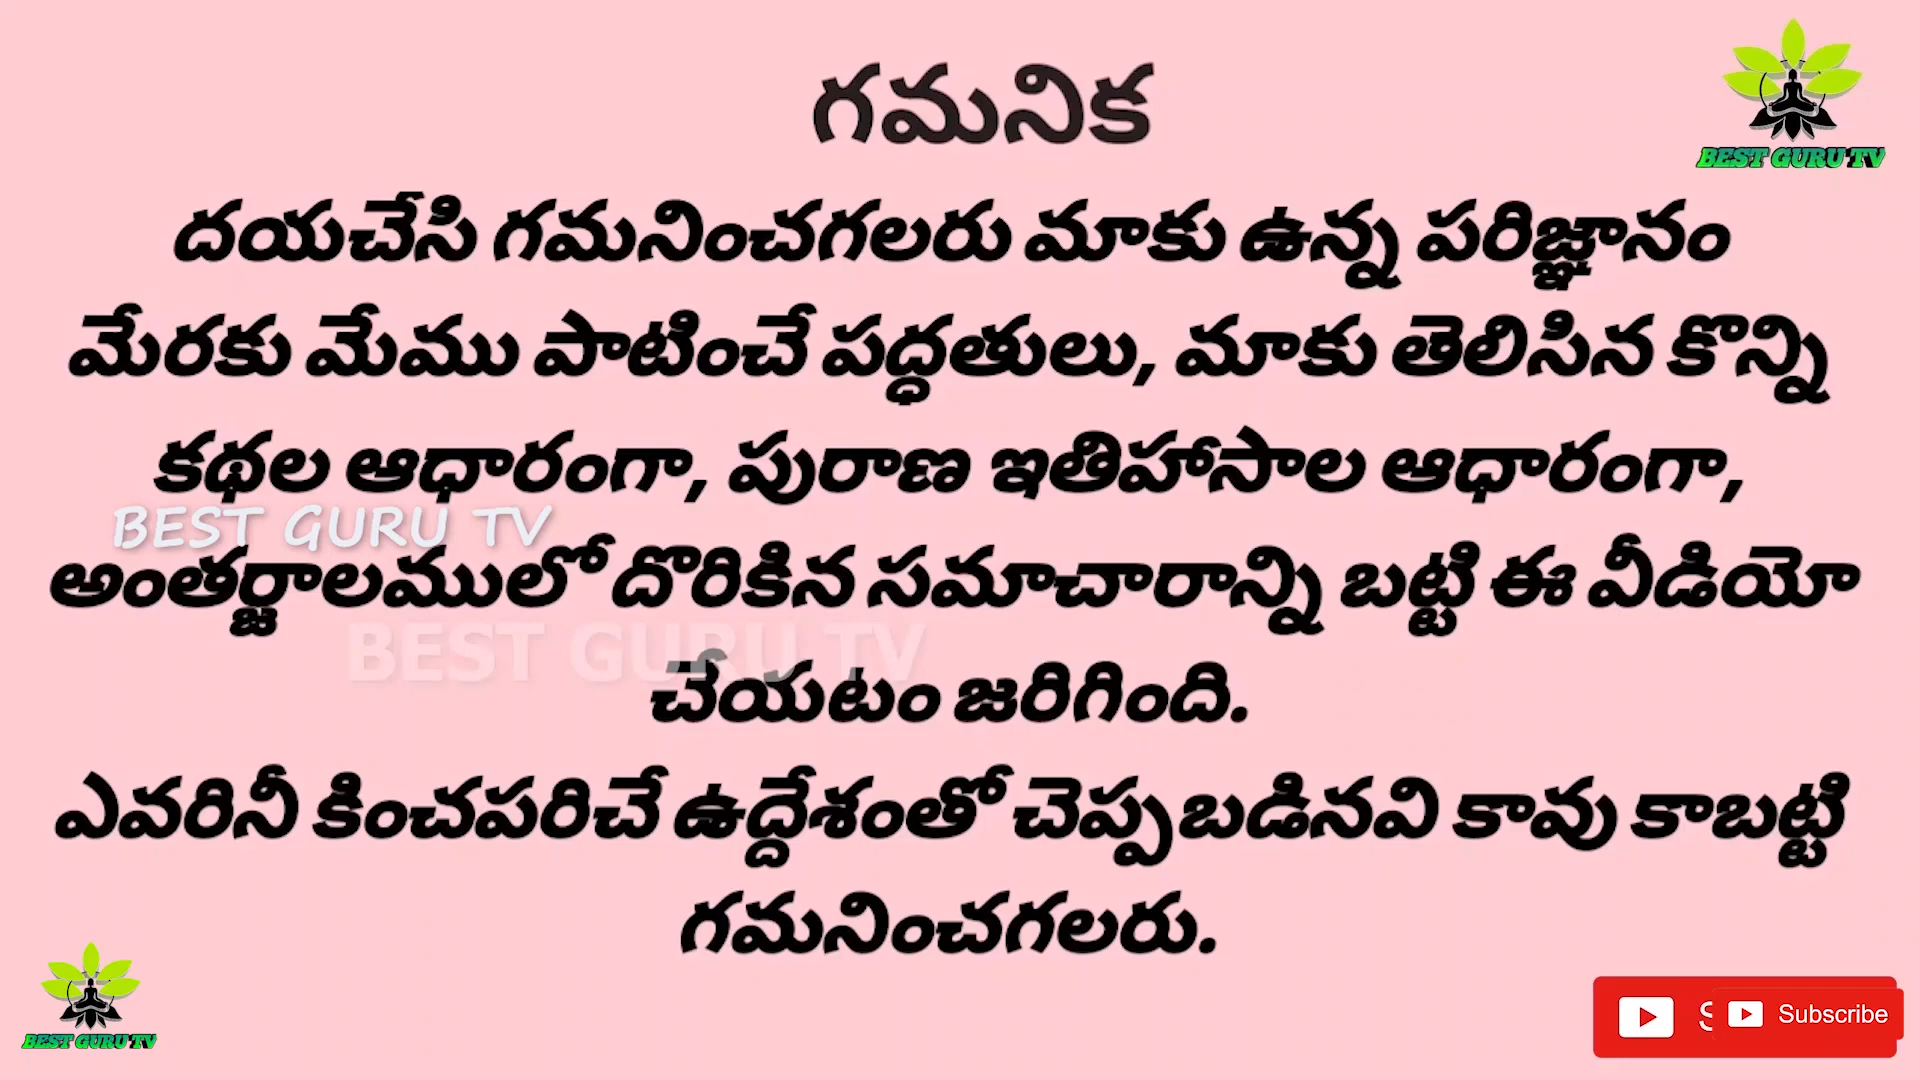 గమనిక
BEST GURU TV
దయచేసి గమనించగలరు మాకు ఉన్న పరిజ్ఞానం
మేరకు మేము పాటించే పద్ధతులు, మాకు తెలిసిన కొన్ని
కథల ఆధారంగా, పురాణ ఇతిహాసాల ఆధారంగా,
BEST GURU TV
అంతర్జాలములో దొరికిన సమాచారాన్ని బట్టి ఈ వీడియో
BEST GURU TV
చేయటం జరిగింది.
ఎవరినీ కించపరిచే ఉద్దేశంతో చెప్పబడినవి కావు కాబట్టి
గమనించగలరు.
BEST GURU TV
S Subscribe